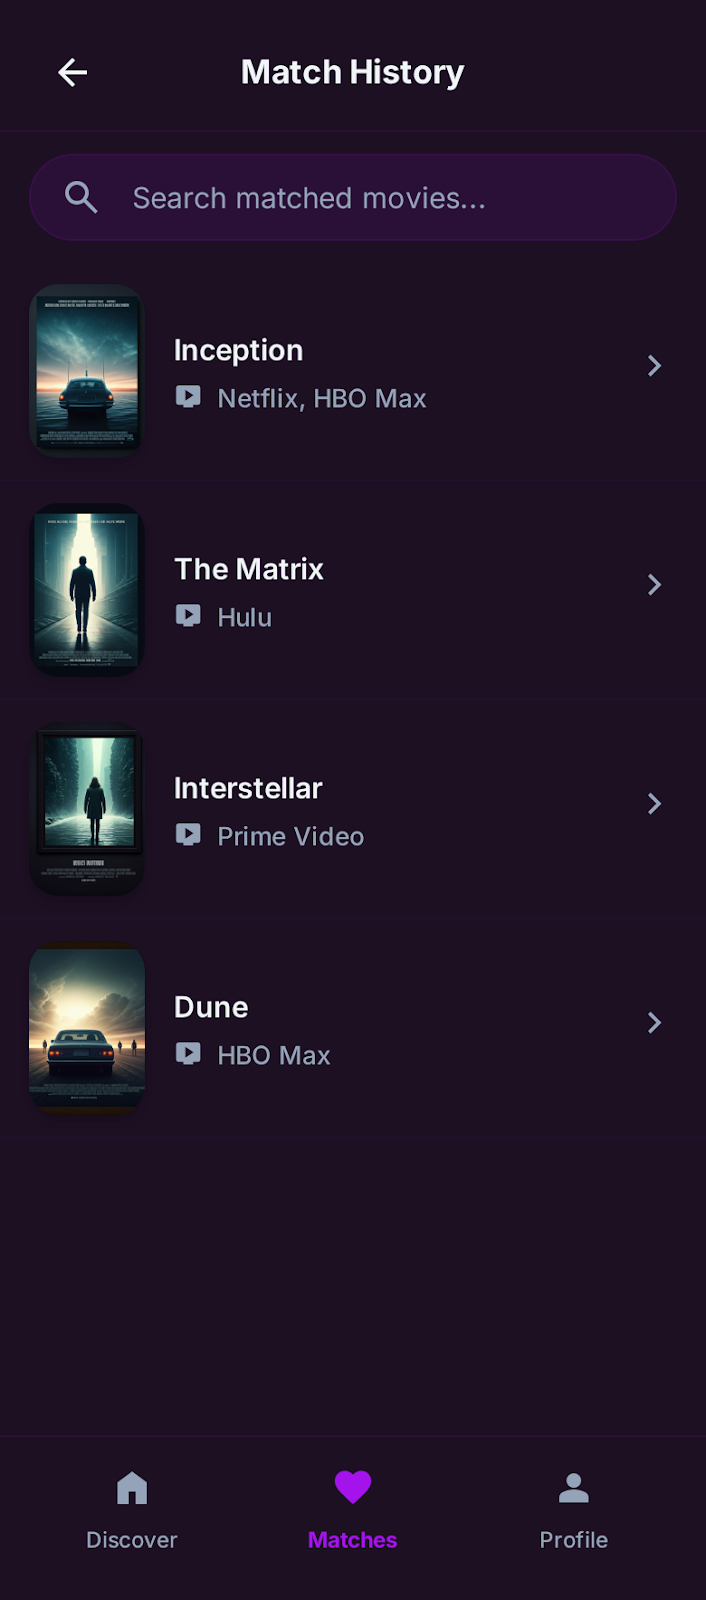 Match History
Search matched movies...
Inception
Netflix, HBO Max
The Matrix
Hulu
Interstellar
Prime Video
Dune
HBO Max
Discover
Matches
Profile